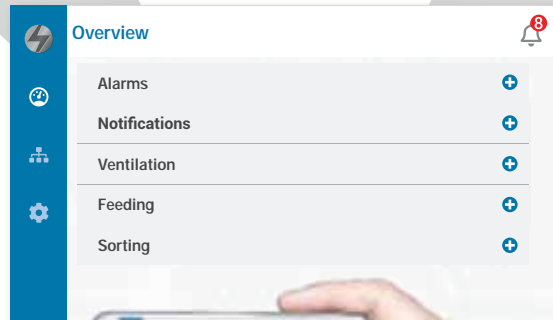 Overview
8
Alarms
Notifications
Ventilation
Feeding
Sorting